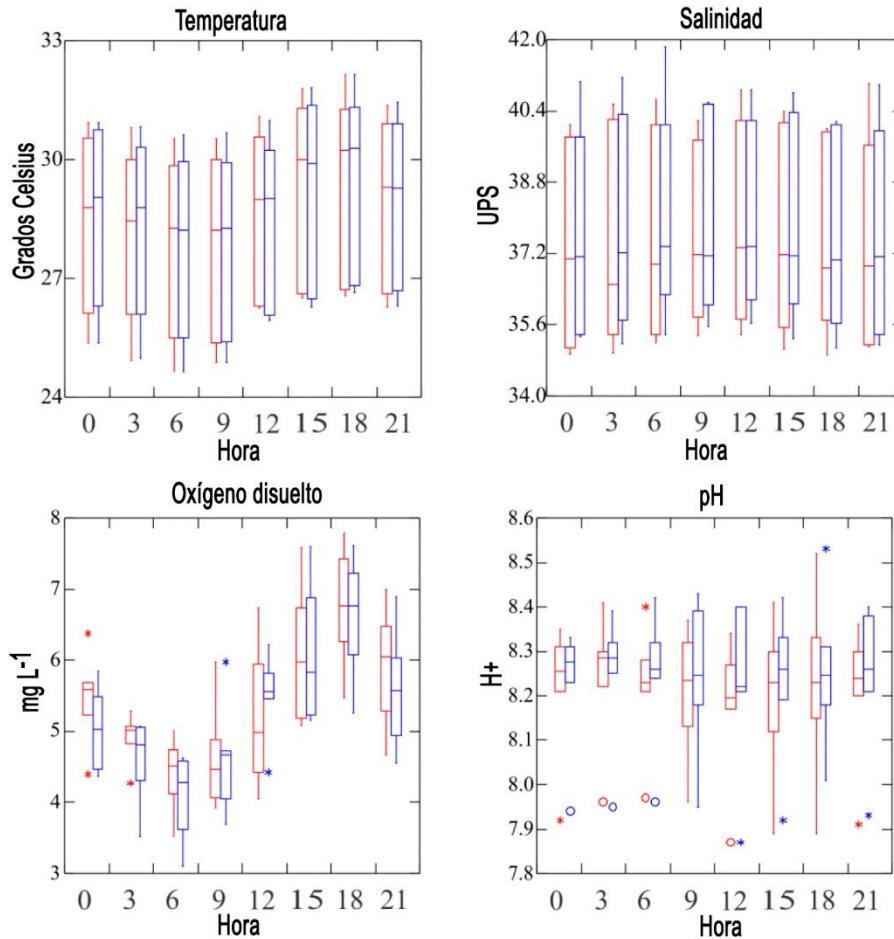 Temperatura
33
30
27
24
Grados Celsius
0 3 6 9 12 15 18 21
Hora
Salinidad
42.0
40.4
38.8
37.2
35.6
34.0
UPS
0 3 6 9 12 15 18 21
Hora
Oxígeno disuelto
8
7
6
5
4
3
mg L-1
0 3 6 9 12 15 18 21
Hora
pH
8.6
8.5
8.4
8.3
8.2
8.1
8.0
7.9
7.8
H+
0 3 6 9 12 15 18 21
Hora